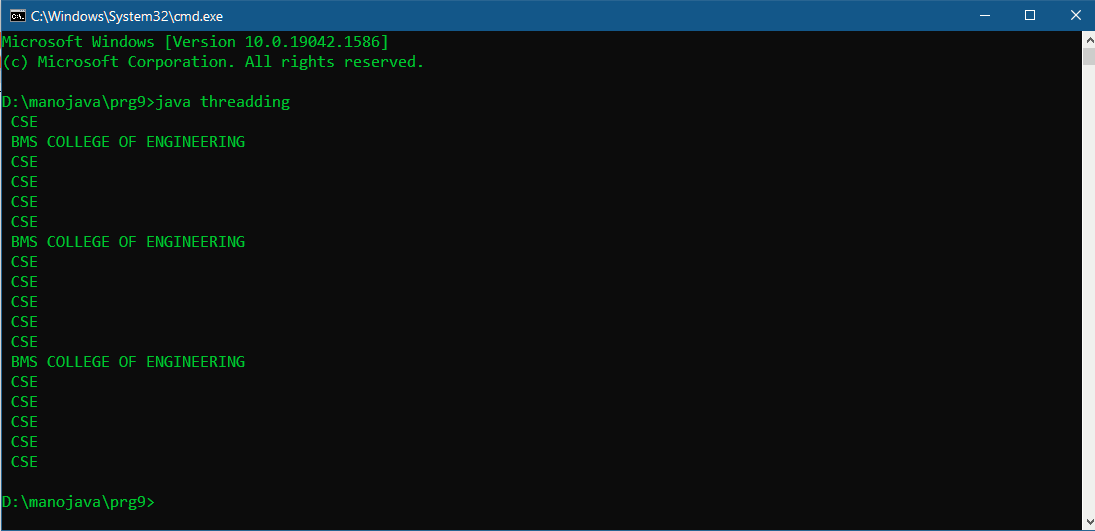 C:\Windows\System32\cmd.exe
Microsoft Windows [Version 10.0.19042.1586]
(c) Microsoft Corporation. All rights reserved.
D:\manojava\prg9>java threadding
CSE
BMS COLLEGE OF ENGINEERING
CSE
CSE
CSE
CSE
BMS COLLEGE OF ENGINEERING
CSE
CSE
CSE
CSE
CSE
BMS COLLEGE OF ENGINEERING
CSE
CSE
CSE
CSE
CSE
D:\manojava\prg9>